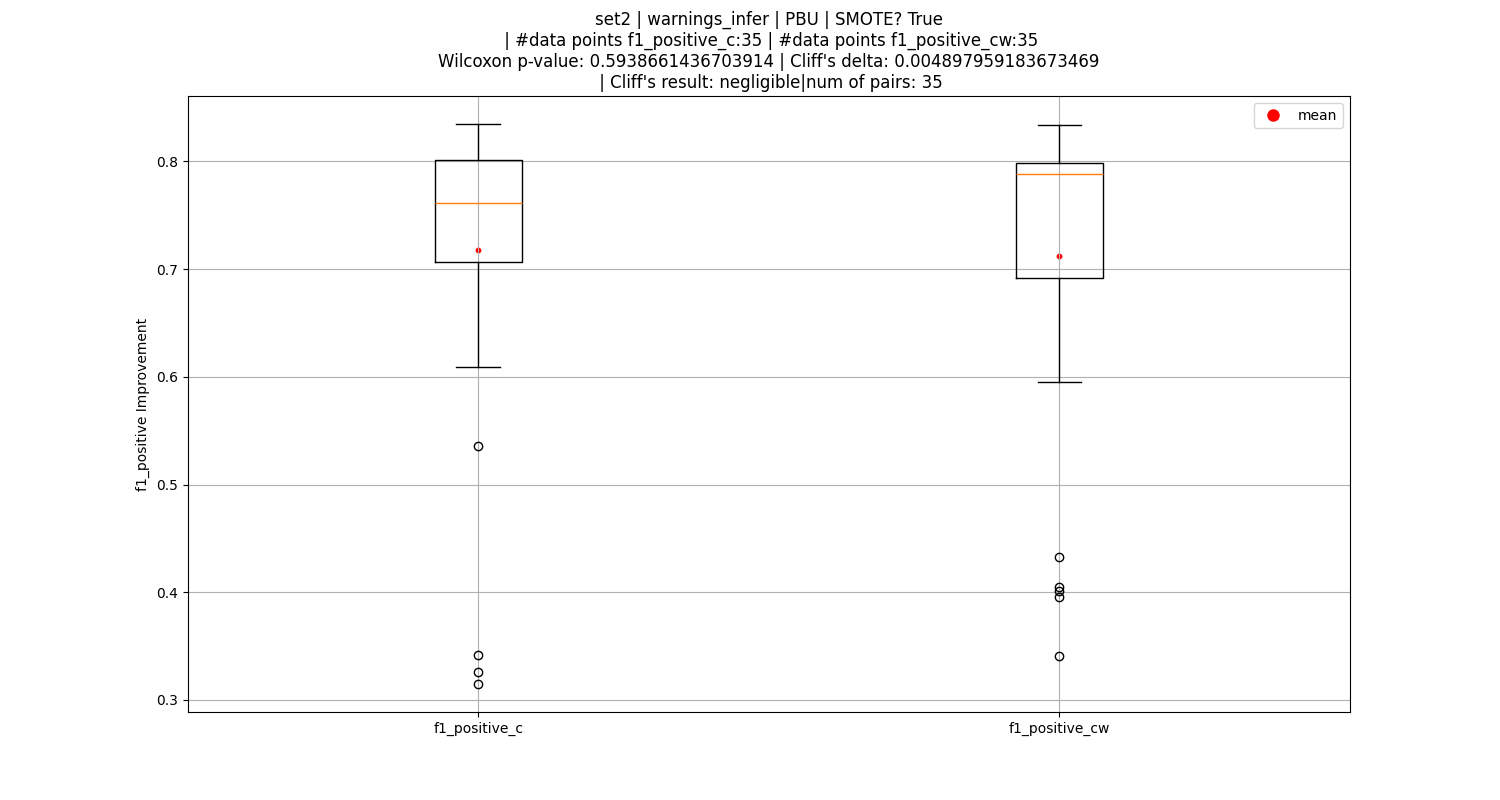 set2 | warnings_infer | PBU | SMOTE? True
| #data points f1_positive_c:35 | #data points f1_positive_cw:35
Wilcoxon p-value: 0.5938661436703914 | Cliff's delta: 0.004897959183673469
| Cliff's result: negligible|num of pairs: 35
mean
0.8
0.7
0.6
0.5
0.4
0.3
f1_positive Improvement
f1_positive_c
f1_positive_cw